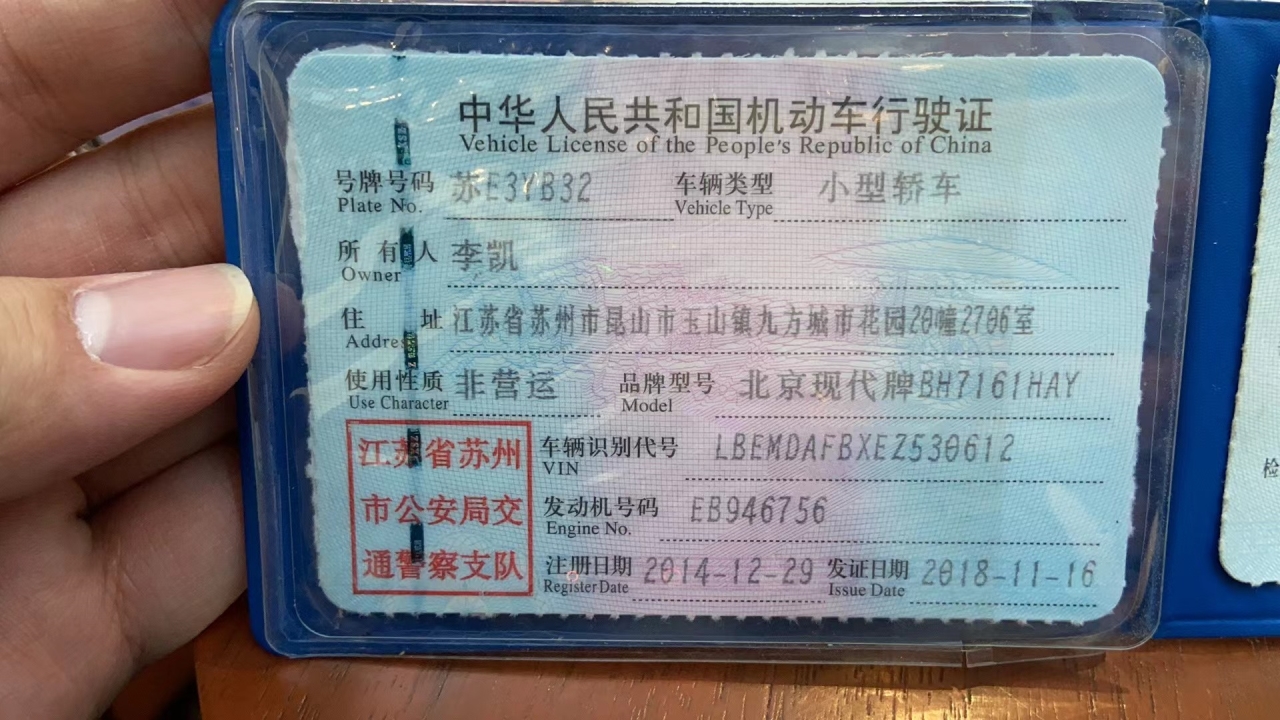 中华人民共和国机动车行驶证
Vehicle License of the People's Republic of China
号牌号码 苏E3YB32 车辆类型 小型轿车
Plate No. Vehicle Type
所有人 李凯
Owner
住址 江苏省苏州市昆山市玉山镇九方城市花园20幢2706室
Address
使用性质 非营运 品牌型号 北京现代牌BH7161HAY
Use Character Model
江苏省苏州
市公安局交
通警察支队
车辆识别代号 LBEMDAFBXEZ530612
VIN
发动机号码 EB946756
Engine No.
注册日期 2014-12-29 发证日期 2018-11-16
Register Date Issue Date
检